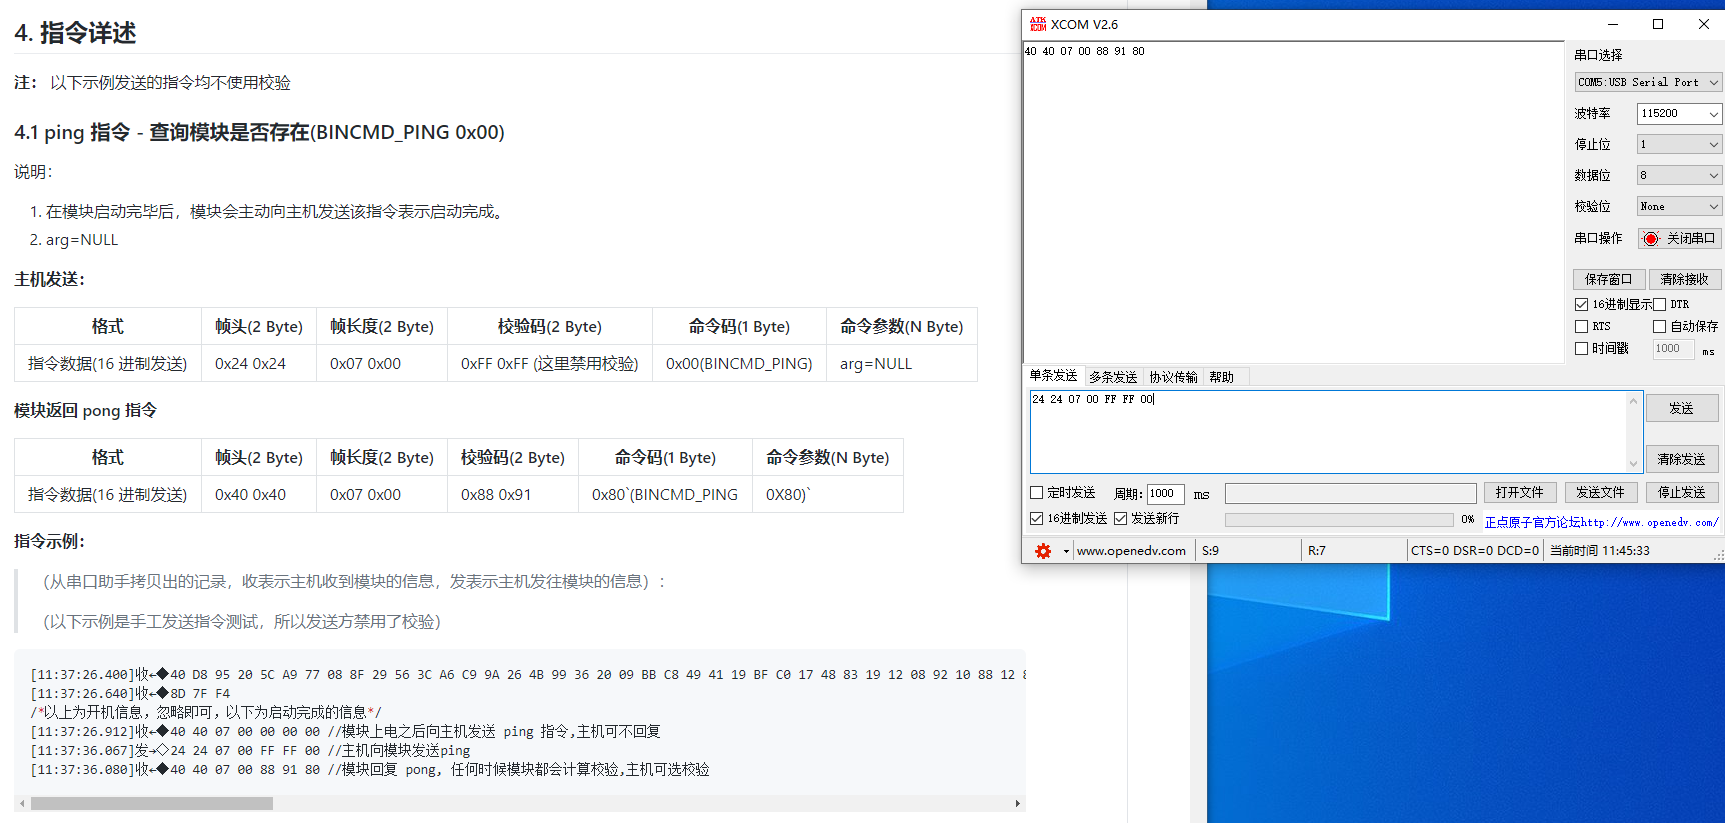 4. 指令详述
注： 以下示例发送的指令均不使用校验
4.1 ping 指令 - 查询模块是否存在(BINCMD_PING 0x00)
说明：
1. 在模块启动完毕后，模块会主动向主机发送该指令表示启动完成。
2. arg=NULL
主机发送：
格式 帧头(2 Byte) 帧长度(2 Byte) 校验码(2 Byte) 命令码(1 Byte) 命令参数(N Byte)
指令数据(16 进制发送) 0x24 0x24 0x07 0x00 0xFF 0xFF (这里禁用校验) 0x00(BINCMD_PING) arg=NULL
模块返回 pong 指令
格式 帧头(2 Byte) 帧长度(2 Byte) 校验码(2 Byte) 命令码(1 Byte) 命令参数(N Byte)
指令数据(16 进制发送) 0x40 0x40 0x07 0x00 0x88 0x91 0x80`(BINCMD_PING 0X80)`
指令示例：
（从串口助手拷贝出的记录，收表示主机收到模块的信息，发表示主机发往模块的信息）：
（以下示例是手工发送指令测试，所以发送方禁用了校验）
[11:37:26.400]收←◆40 D8 95 20 5C A9 77 08 8F 29 56 3C A6 C9 9A 26 4B 99 36 20 09 BB C8 49 41 19 BF C0 17 48 83 19 12 08 92 10 88 12 8
[11:37:26.640]收←◆8D 7F F4
/*以上为开机信息，忽略即可，以下为启动完成的信息*/
[11:37:26.912]收←◆40 40 07 00 00 00 00 //模块上电之后向主机发送 ping 指令,主机可不回复
[11:37:36.067]发→◇24 24 07 00 FF FF 00 //主机向模块发送ping
[11:37:36.080]收←◆40 40 07 00 88 91 80 //模块回复 pong, 任何时候模块都会计算校验,主机可选校验
ATK
XCOM
XCOM V2.6
40 40 07 00 88 91 80
串口选择
COM5:USB Serial Port
波特率 115200
停止位 1
数据位 8
校验位 None
串口操作 关闭串口
保存窗口 清除接收
16进制显示 DTR
RTS 自动保存
时间戳 1000 ms
单条发送 多条发送 协议传输 帮助
24 24 07 00 FF FF 00
发送
清除发送
定时发送 周期: 1000 ms 打开文件 发送文件 停止发送
16进制发送 发送新行 0% 正点原子官方论坛http://www.openedv.com/
www.openedv.com S:9 R:7 CTS=0 DSR=0 DCD=0 当前时间 11:45:33